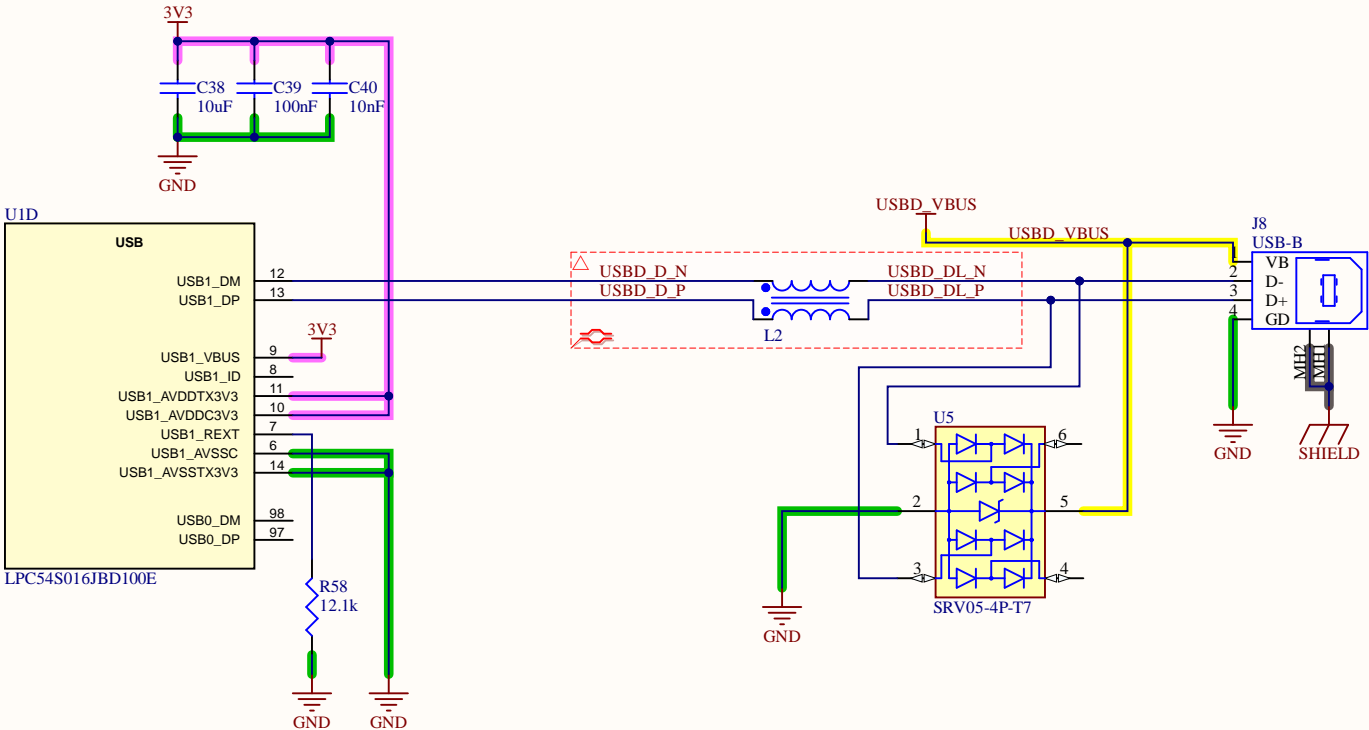 3V3
C38
10uF
C39
100nF
C40
10nF
GND
U1D
USB
USB1_DM 12
USB1_DP 13
3V3
USB1_VBUS 9
USB1_ID 8
USB1_AVDDTX3V3 11
USB1_AVDDC3V3 10
USB1_REXT 7
USB1_AVSSC 6
USB1_AVSSTX3V3 14
USB0_DM 98
USB0_DP 97
LPC54S016JBD100E
R58
12.1k
GND
GND
USBD_D_N
USBD_D_P
L2
USBD_DL_N
USBD_DL_P
USBD_VBUS
USBD_VBUS
J8
USB-B
VB
2 D-
3 D+
4 GD
MH2
MH1
GND
SHIELD
U5
1
6
2
5
3
4
SRV05-4P-T7
GND